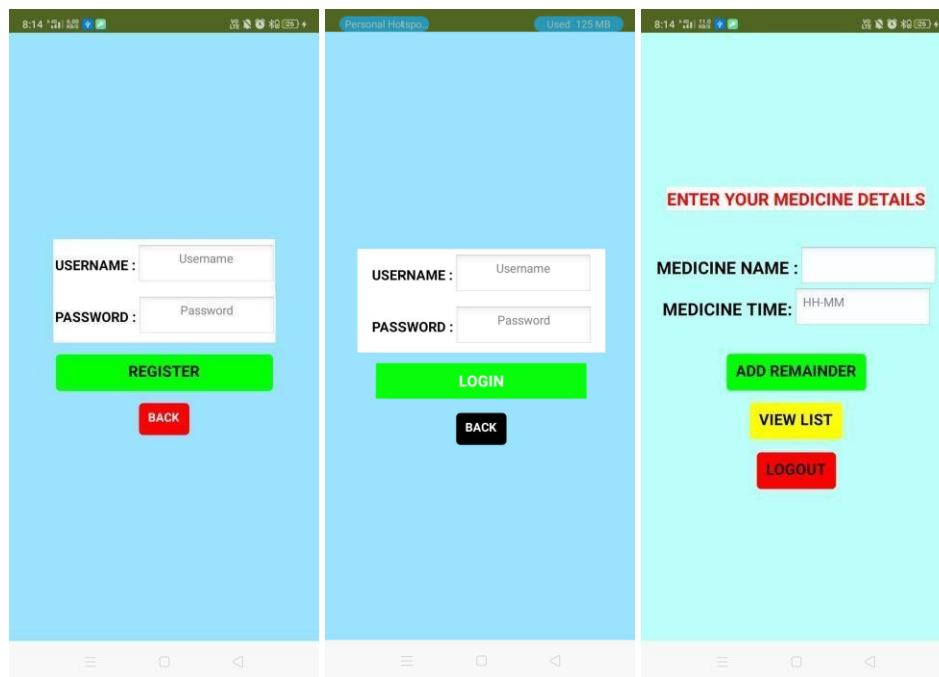 8:14
USERNAME :
Username
PASSWORD :
Password
REGISTER
BACK
Personal Hotspo..
Used 125 MB
USERNAME :
Username
PASSWORD :
Password
LOGIN
BACK
8:14
ENTER YOUR MEDICINE DETAILS
MEDICINE NAME :
MEDICINE TIME:
HH-MM
ADD REMAINDER
VIEW LIST
LOGOUT